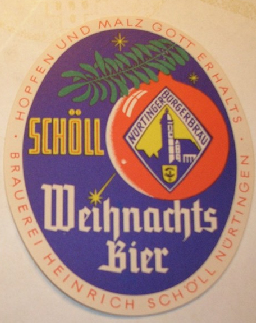 HOPFEN UND MALZ GOTT ERHALTS
SCHÖLL
NÜRTINGER BÜRGERBRÄU
Weihnachts
Bier
BRAUEREI HEINRICH SCHÖLL NÜRTINGEN